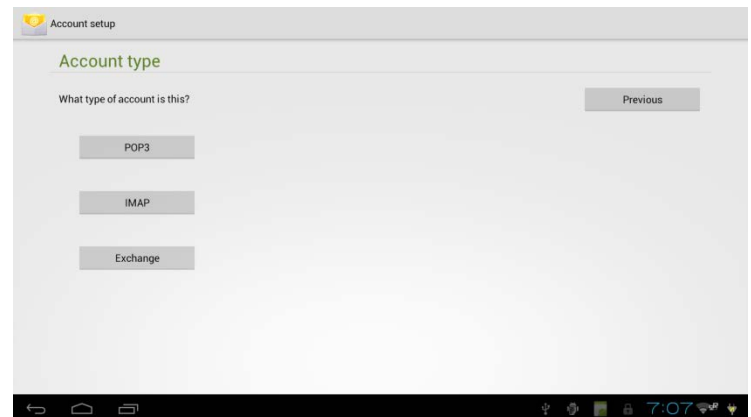 Account setup
Account type
What type of account is this?
Previous
POP3
IMAP
Exchange
7:07